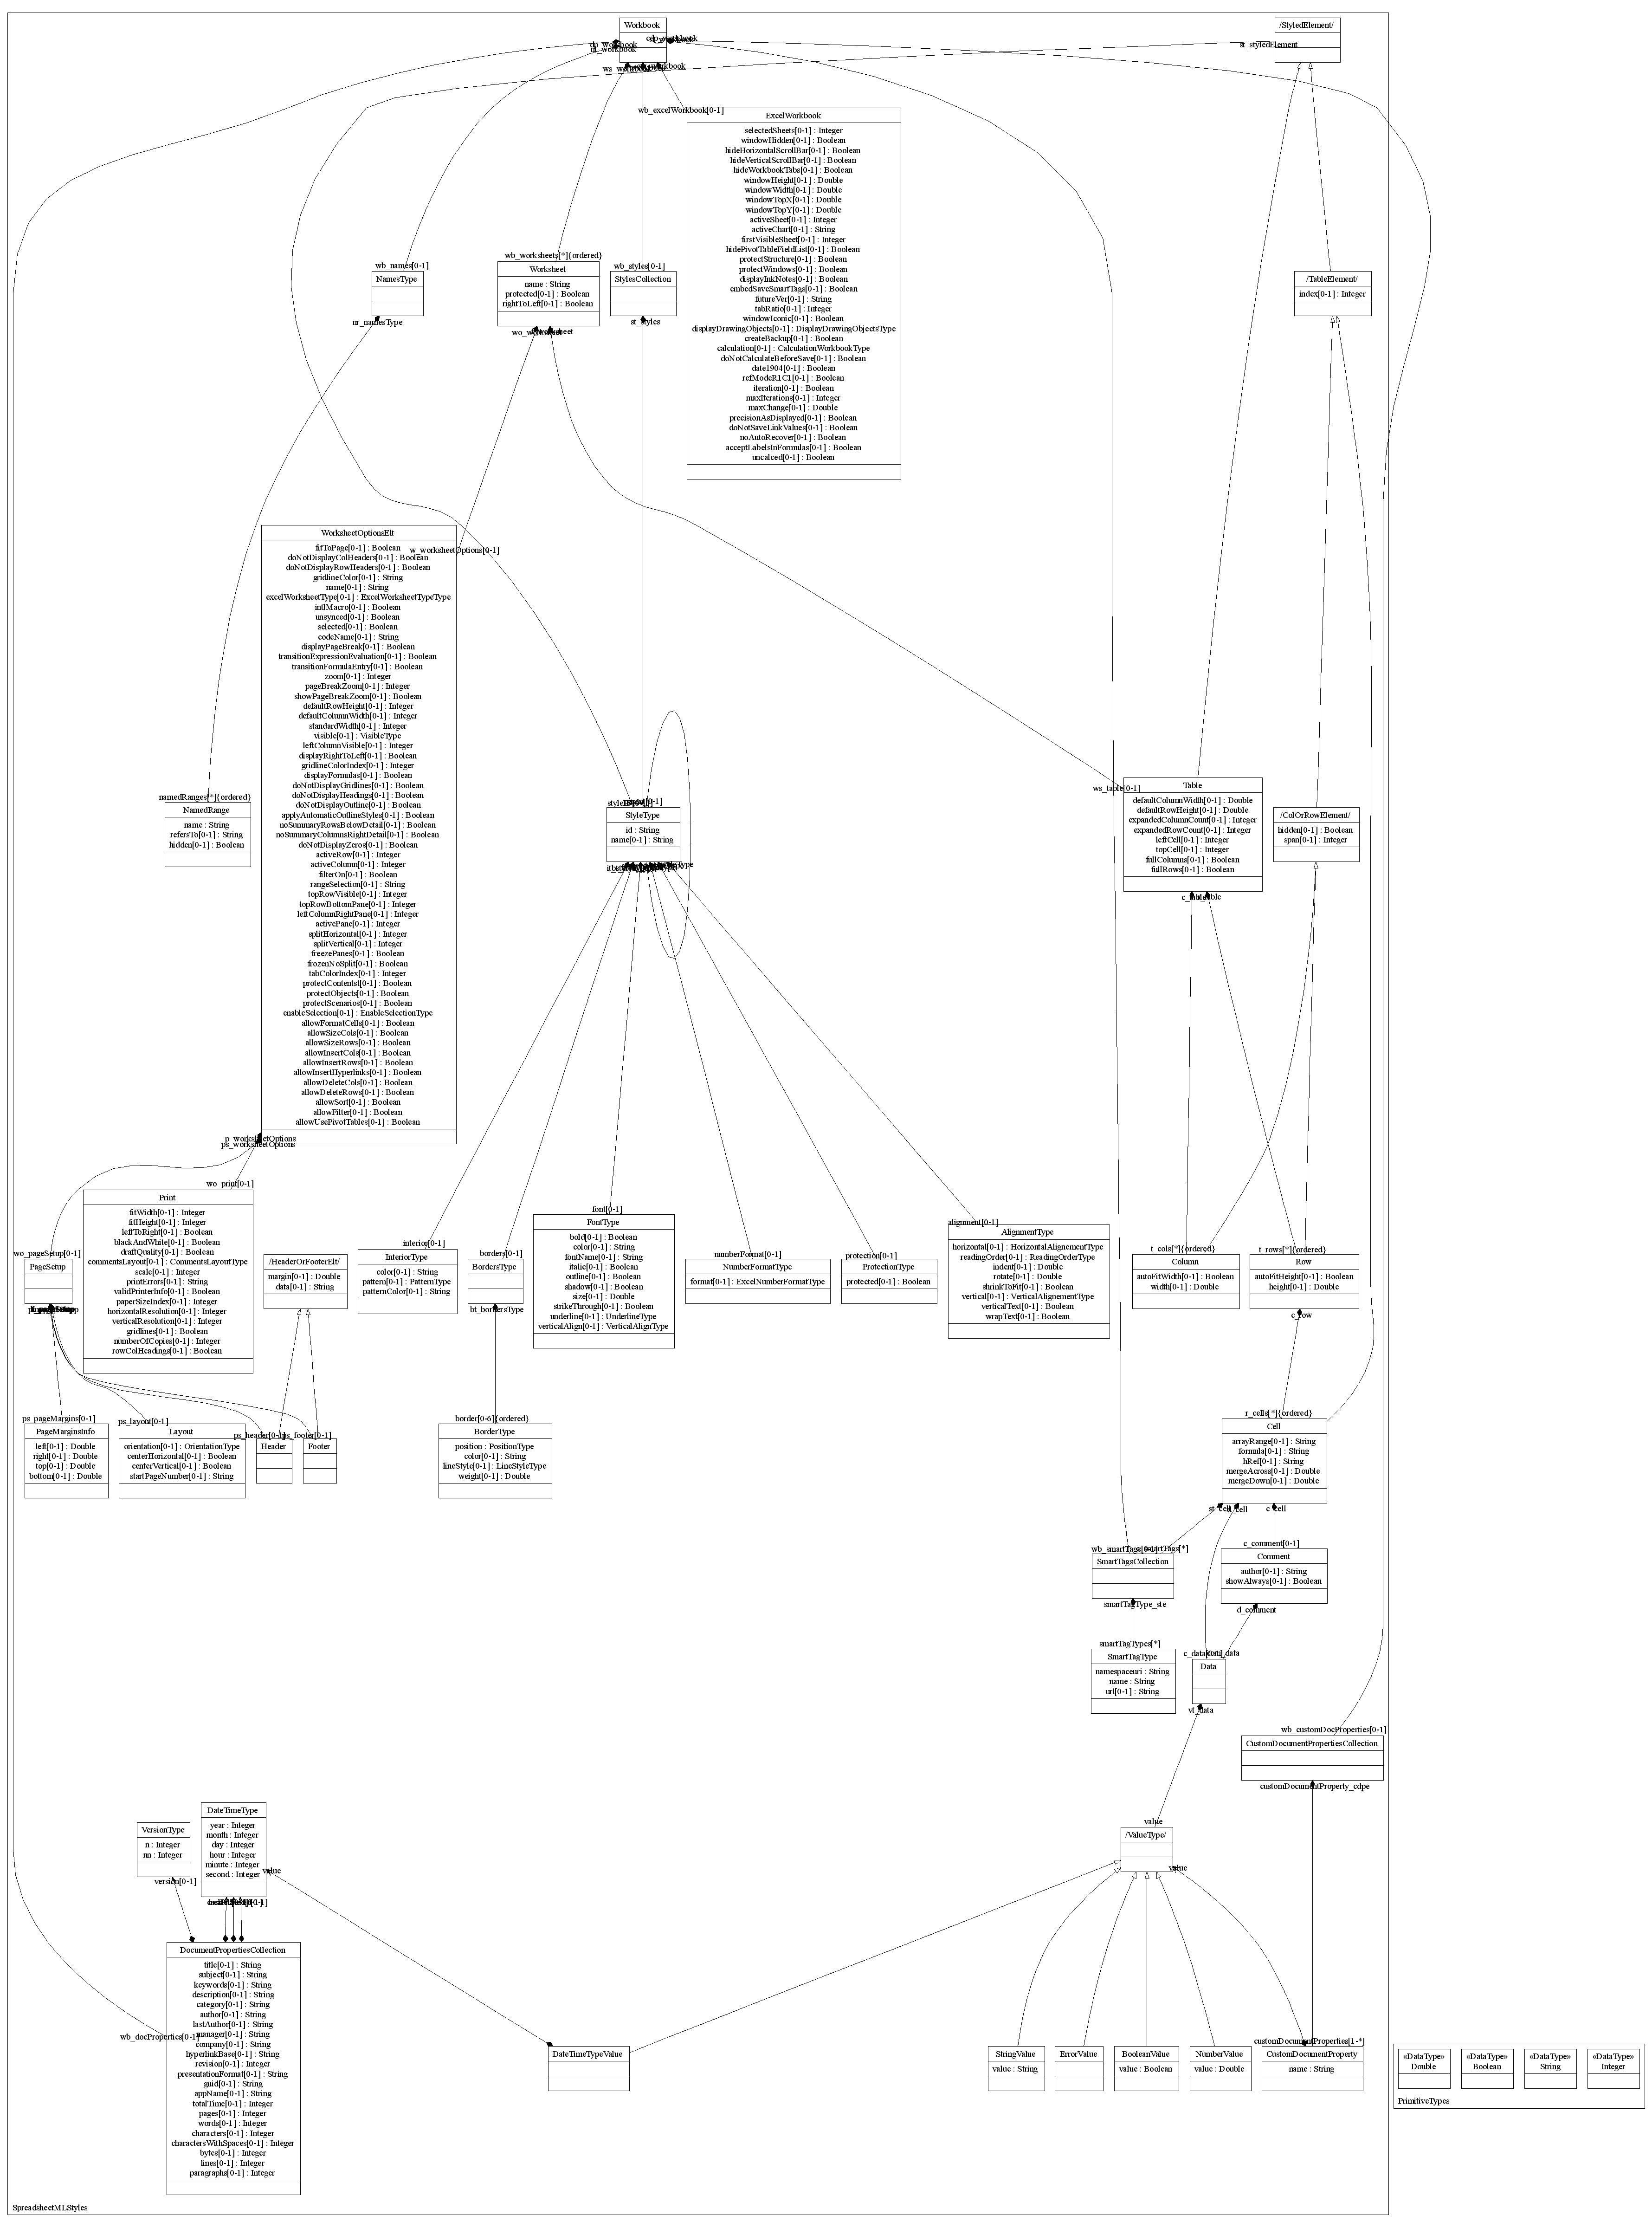 Workbook
/StyledElement/
dp_workbook
st_styledElement
wb_excelWorkbook[0-1]
ExcelWorkbook
selectedSheets[0-1] : Integer
windowHidden[0-1] : Boolean
hideHorizontalScrollBar[0-1] : Boolean
hideVerticalScrollBar[0-1] : Boolean
hideWorkbookTabs[0-1] : Boolean
windowHeight[0-1] : Double
windowWidth[0-1] : Double
windowTopX[0-1] : Double
windowTopY[0-1] : Double
activeSheet[0-1] : Integer
activeChart[0-1] : String
firstVisibleSheet[0-1] : Integer
hidePivotTableFieldList[0-1] : Boolean
protectStructure[0-1] : Boolean
protectWindows[0-1] : Boolean
displayInkNotes[0-1] : Boolean
embedSaveSmartTags[0-1] : Boolean
futureVer[0-1] : String
tabRatio[0-1] : Integer
windowIconic[0-1] : Boolean
displayDrawingObjects[0-1] : DisplayDrawingObjectsType
createBackup[0-1] : Boolean
calculation[0-1] : CalculationWorkbookType
doNotCalculateBeforeSave[0-1] : Boolean
date1904[0-1] : Boolean
refModeR1C1[0-1] : Boolean
iteration[0-1] : Boolean
maxIterations[0-1] : Integer
maxChange[0-1] : Double
precisionAsDisplayed[0-1] : Boolean
doNotSaveLinkValues[0-1] : Boolean
noAutoRecover[0-1] : Boolean
acceptLabelsInFormulas[0-1] : Boolean
uncalced[0-1] : Boolean
wb_names[0-1]
NamesType
nr_namesType
wb_worksheets[*]{ordered}
Worksheet
name : String
protected[0-1] : Boolean
rightToLeft[0-1] : Boolean
wb_styles[0-1]
StylesCollection
st_styles
/TableElement/
index[0-1] : Integer
w_worksheetOptions[0-1]
WorksheetOptionsElt
fitToPage[0-1] : Boolean
doNotDisplayColHeaders[0-1] : Boolean
doNotDisplayRowHeaders[0-1] : Boolean
gridlineColor[0-1] : String
name[0-1] : String
excelWorksheetType[0-1] : ExcelWorksheetTypeType
intlMacro[0-1] : Boolean
unsynced[0-1] : Boolean
selected[0-1] : Boolean
codeName[0-1] : String
displayPageBreak[0-1] : Boolean
transitionExpressionEvaluation[0-1] : Boolean
transitionFormulaEntry[0-1] : Boolean
zoom[0-1] : Integer
pageBreakZoom[0-1] : Integer
showPageBreakZoom[0-1] : Boolean
defaultRowHeight[0-1] : Integer
defaultColumnWidth[0-1] : Integer
standardWidth[0-1] : Integer
visible[0-1] : VisibleType
leftColumnVisible[0-1] : Integer
displayRightToLeft[0-1] : Boolean
gridlineColorIndex[0-1] : Integer
displayFormulas[0-1] : Boolean
doNotDisplayGridlines[0-1] : Boolean
doNotDisplayHeadings[0-1] : Boolean
doNotDisplayOutline[0-1] : Boolean
applyAutomaticOutlineStyles[0-1] : Boolean
noSummaryRowsBelowDetail[0-1] : Boolean
noSummaryColumnsRightDetail[0-1] : Boolean
doNotDisplayZeros[0-1] : Boolean
activeRow[0-1] : Integer
activeColumn[0-1] : Integer
filterOn[0-1] : Boolean
rangeSelection[0-1] : String
topRowVisible[0-1] : Integer
topRowBottomPane[0-1] : Integer
leftColumnRightPane[0-1] : Integer
activePane[0-1] : Integer
splitHorizontal[0-1] : Integer
splitVertical[0-1] : Integer
freezePanes[0-1] : Boolean
frozenNoSplit[0-1] : Boolean
tabColorIndex[0-1] : Integer
protectContentst[0-1] : Boolean
protectObjects[0-1] : Boolean
protectScenarios[0-1] : Boolean
enableSelection[0-1] : EnableSelectionType
allowFormatCells[0-1] : Boolean
allowSizeCols[0-1] : Boolean
allowSizeRows[0-1] : Boolean
allowInsertCols[0-1] : Boolean
allowInsertRows[0-1] : Boolean
allowInsertHyperlinks[0-1] : Boolean
allowDeleteCols[0-1] : Boolean
allowDeleteRows[0-1] : Boolean
allowSort[0-1] : Boolean
allowFilter[0-1] : Boolean
allowUsePivotTables[0-1] : Boolean
p_worksheetOptions
ps_worksheetOptions
namedRanges[*]{ordered}
NamedRange
name : String
refersTo[0-1] : String
hidden[0-1] : Boolean
StyleType
id : String
name[0-1] : String
ws_table[0-1]
Table
defaultColumnWidth[0-1] : Double
defaultRowHeight[0-1] : Double
expandedColumnCount[0-1] : Integer
expandedRowCount[0-1] : Integer
leftCell[0-1] : Integer
topCell[0-1] : Integer
fullColumns[0-1] : Boolean
fullRows[0-1] : Boolean
/ColOrRowElement/
hidden[0-1] : Boolean
span[0-1] : Integer
wo_print[0-1]
Print
fitWidth[0-1] : Integer
fitHeight[0-1] : Integer
leftToRight[0-1] : Boolean
blackAndWhite[0-1] : Boolean
draftQuality[0-1] : Boolean
commentsLayout[0-1] : CommentsLayoutType
scale[0-1] : Integer
printErrors[0-1] : String
validPrinterInfo[0-1] : Boolean
paperSizeIndex[0-1] : Integer
horizontalResolution[0-1] : Integer
verticalResolution[0-1] : Integer
gridlines[0-1] : Boolean
numberOfCopies[0-1] : Integer
rowColHeadings[0-1] : Boolean
wo_pageSetup[0-1]
PageSetup
/HeaderOrFooterElt/
margin[0-1] : Double
data[0-1] : String
interior[0-1]
InteriorType
color[0-1] : String
pattern[0-1] : PatternType
patternColor[0-1] : String
borders[0-1]
BordersType
bt_bordersType
font[0-1]
FontType
bold[0-1] : Boolean
color[0-1] : String
fontName[0-1] : String
italic[0-1] : Boolean
outline[0-1] : Boolean
shadow[0-1] : Boolean
size[0-1] : Double
strikeThrough[0-1] : Boolean
underline[0-1] : UnderlineType
verticalAlign[0-1] : VerticalAlignType
numberFormat[0-1]
NumberFormatType
format[0-1] : ExcelNumberFormatType
protection[0-1]
ProtectionType
protected[0-1] : Boolean
alignment[0-1]
AlignmentType
horizontal[0-1] : HorizontalAlignementType
readingOrder[0-1] : ReadingOrderType
indent[0-1] : Double
rotate[0-1] : Double
shrinkToFit[0-1] : Boolean
vertical[0-1] : VerticalAlignementType
verticalText[0-1] : Boolean
wrapText[0-1] : Boolean
t_cols[*]{ordered}
Column
autoFitWidth[0-1] : Boolean
width[0-1] : Double
t_rows[*]{ordered}
Row
autoFitHeight[0-1] : Boolean
height[0-1] : Double
c_row
ps_pageMargins[0-1]
PageMarginsInfo
left[0-1] : Double
right[0-1] : Double
top[0-1] : Double
bottom[0-1] : Double
ps_layout[0-1]
Layout
orientation[0-1] : OrientationType
centerHorizontal[0-1] : Boolean
centerVertical[0-1] : Boolean
startPageNumber[0-1] : String
ps_header[0-1]
Header
ps_footer[0-1]
Footer
border[0-6]{ordered}
BorderType
position : PositionType
color[0-1] : String
lineStyle[0-1] : LineStyleType
weight[0-1] : Double
r_cells[*]{ordered}
Cell
arrayRange[0-1] : String
formula[0-1] : String
hRef[0-1] : String
mergeAcross[0-1] : Double
mergeDown[0-1] : Double
st_cell
d_cell
c_cell
SmartTagsCollection
smartTagType_ste
c_comment[0-1]
Comment
author[0-1] : String
showAlways[0-1] : Boolean
d_comment
smartTagTypes[*]
SmartTagType
namespaceuri : String
name : String
url[0-1] : String
Data
vt_data
wb_customDocProperties[0-1]
CustomDocumentPropertiesCollection
customDocumentProperty_cdpe
VersionType
n : Integer
nn : Integer
version[0-1]
DateTimeType
year : Integer
month : Integer
day : Integer
hour : Integer
minute : Integer
second : Integer
value
value
/ValueType/
value
wb_docProperties[0-1]
DocumentPropertiesCollection
title[0-1] : String
subject[0-1] : String
keywords[0-1] : String
description[0-1] : String
category[0-1] : String
author[0-1] : String
lastAuthor[0-1] : String
manager[0-1] : String
company[0-1] : String
hyperlinkBase[0-1] : String
revision[0-1] : Integer
presentationFormat[0-1] : String
guid[0-1] : String
appName[0-1] : String
totalTime[0-1] : Integer
pages[0-1] : Integer
words[0-1] : Integer
characters[0-1] : Integer
charactersWithSpaces[0-1] : Integer
bytes[0-1] : Integer
lines[0-1] : Integer
paragraphs[0-1] : Integer
DateTimeTypeValue
StringValue
value : String
ErrorValue
BooleanValue
value : Boolean
NumberValue
value : Double
customDocumentProperties[1-*]
CustomDocumentProperty
name : String
«DataType»
Double
«DataType»
Boolean
«DataType»
String
«DataType»
Integer
PrimitiveTypes
SpreadsheetMLStyles